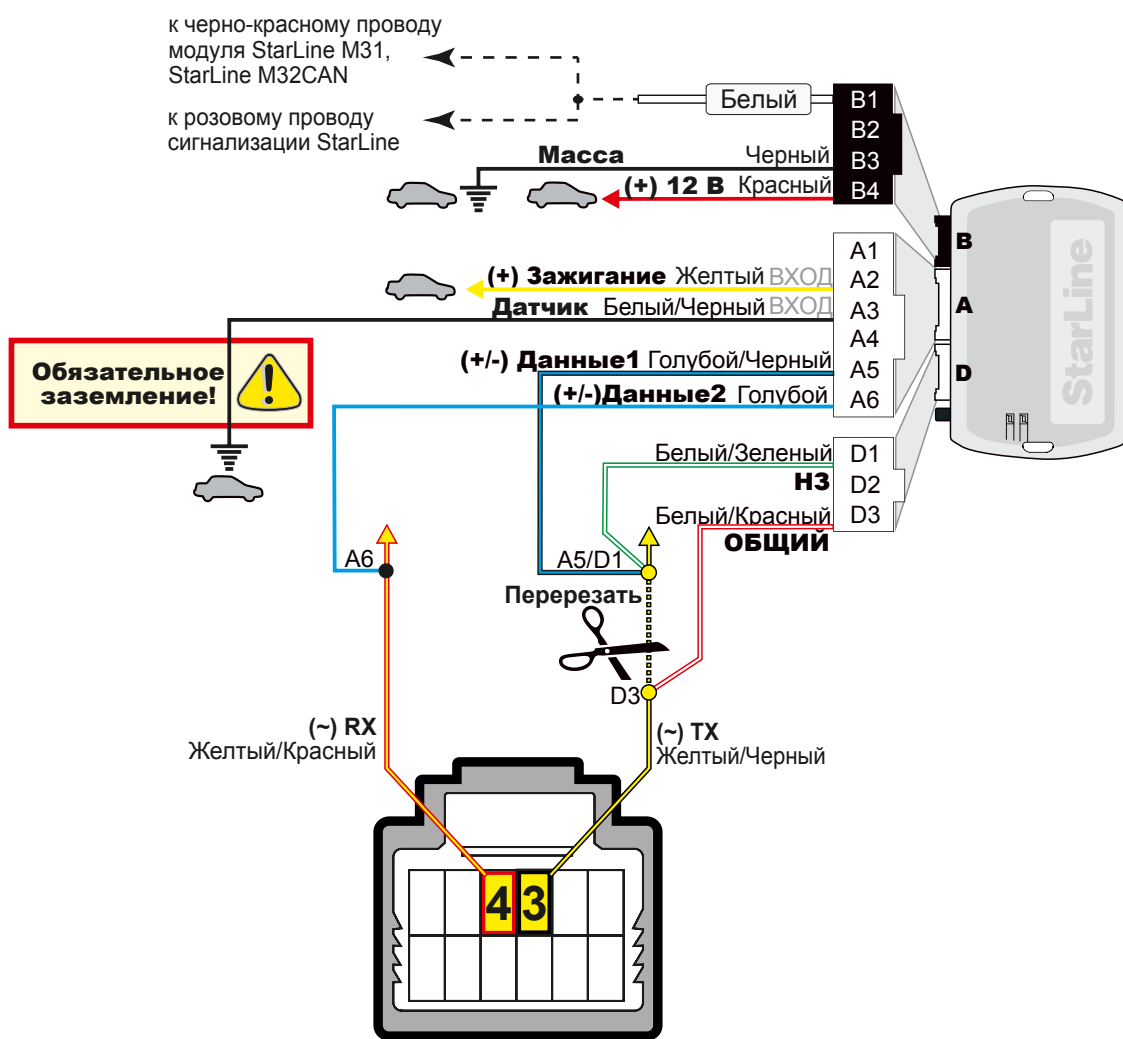 к черно-красному проводу
модуля StarLine M31,
StarLine M32CAN
к розовому проводу
сигнализации StarLine
Белый
B1
B2
Масса Черный B3
(+) 12 В Красный B4
A1
(+) Зажигание Желтый ВХОД A2
Датчик Белый/Черный ВХОД A3
A4
(+/-) Данные1 Голубой/Черный A5
(+/-)Данные2 Голубой A6
Обязательное
заземление!
Белый/Зеленый D1
НЗ D2
Белый/Красный D3
ОБЩИЙ
B
A
D
StarLine
A6
A5/D1
Перерезать
D3
(~) RX
Желтый/Красный
(~) TX
Желтый/Черный
4 3